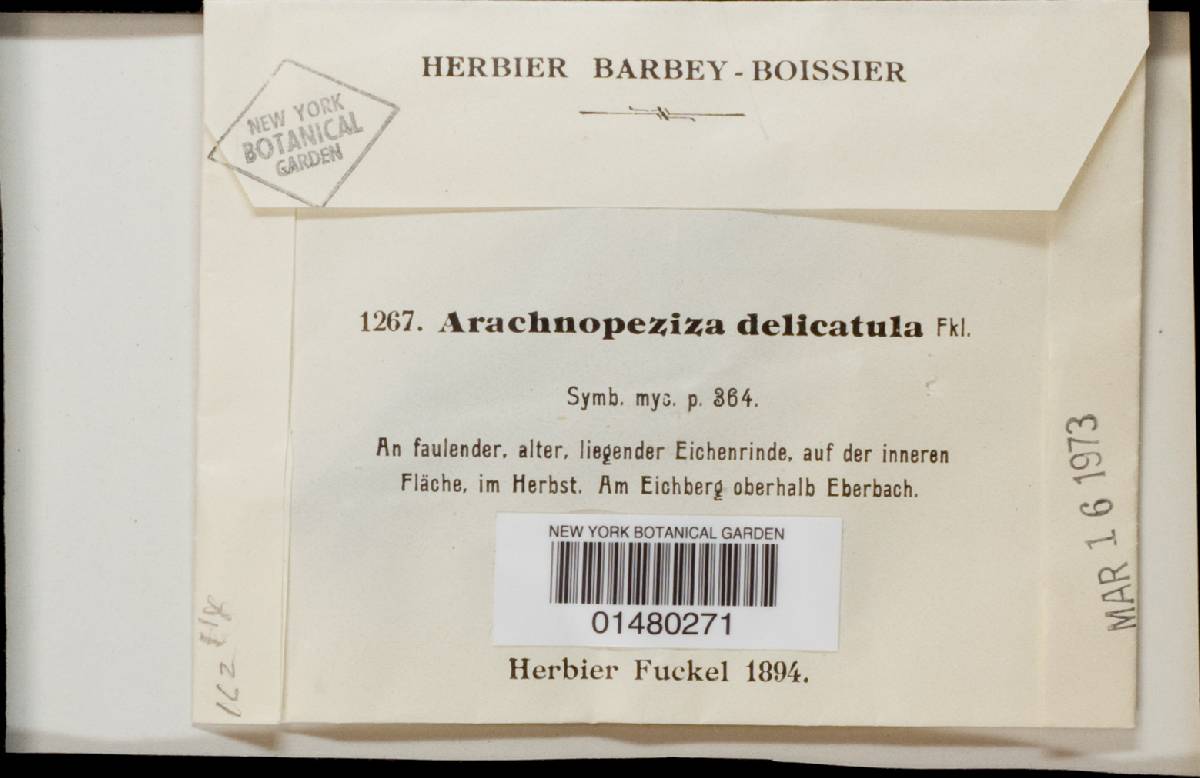 HERBIER BARBEY-BOISSIER
NEW YORK
BOTANICAL
GARDEN
1267. Arachnopeziza delicatula Fkl.
Symb. myc. p. 364.
An faulender, alter, liegender Eichenrinde, auf der inneren
Fläche, im Herbst. Am Eichberg oberhalb Eberbach.
NEW YORK BOTANICAL GARDEN
01480271
Herbier Fuckel 1894.
MAR 16 1973